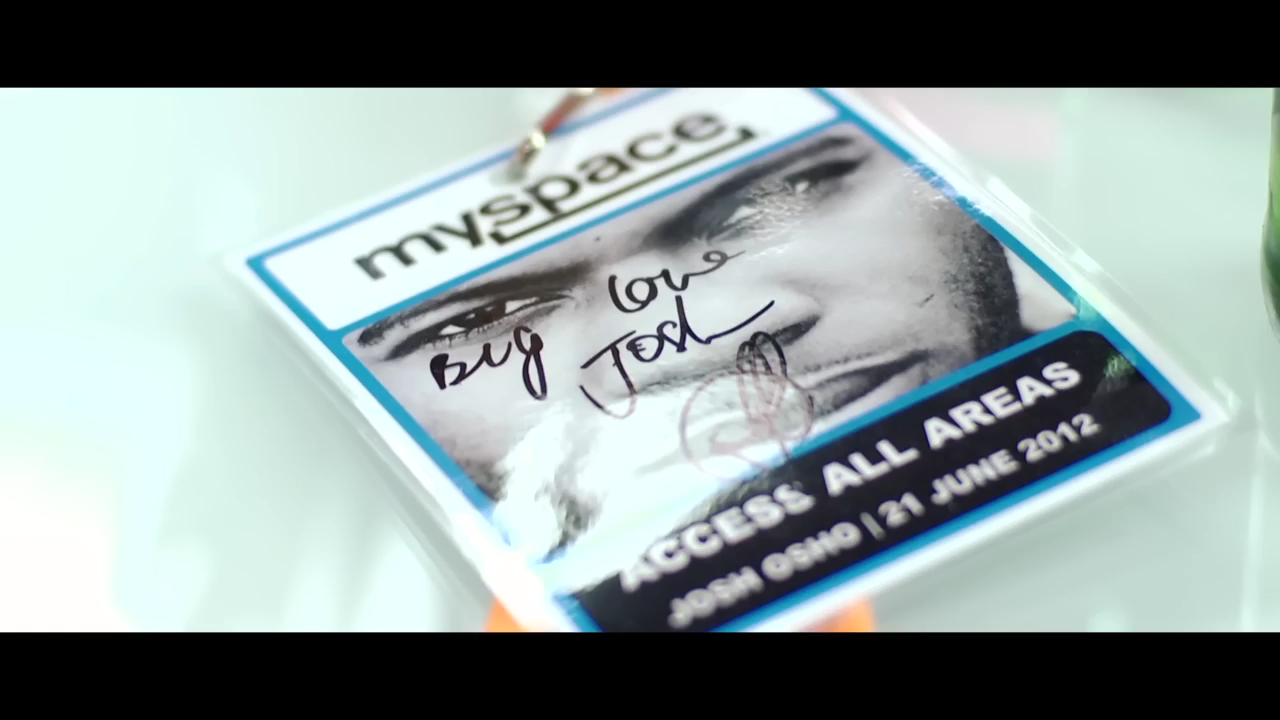 myspace
Big love
Josh
ACCESS ALL AREAS
JOSH OSHO | 21 JUNE 2012